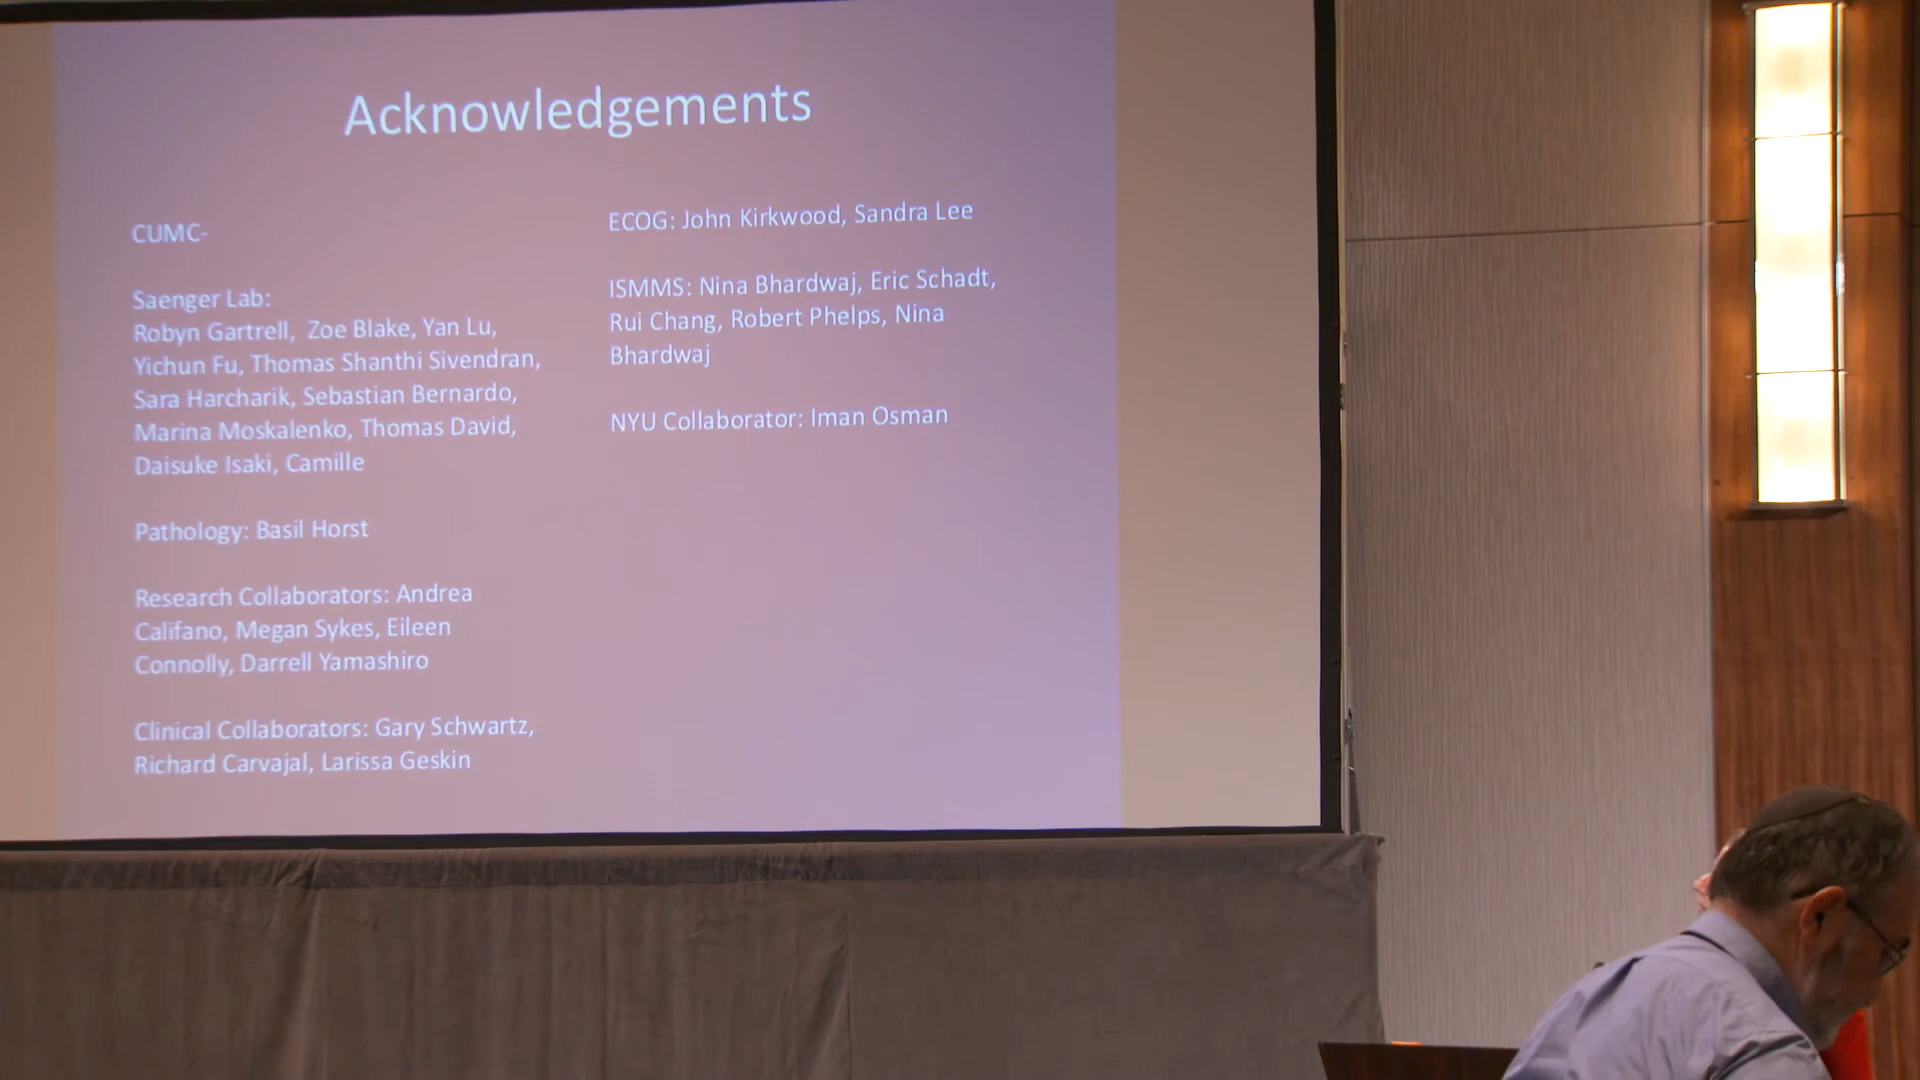 Acknowledgements
CUMC-
Saenger Lab:
Robyn Gartrell, Zoe Blake, Yan Lu,
Yichun Fu, Thomas Shanthi Sivendran,
Sara Harcharik, Sebastian Bernardo,
Marina Moskalenko, Thomas David,
Daisuke Isaki, Camille
Pathology: Basil Horst
Research Collaborators: Andrea
Califano, Megan Sykes, Eileen
Connolly, Darrell Yamashiro
Clinical Collaborators: Gary Schwartz,
Richard Carvajal, Larissa Geskin
ECOG: John Kirkwood, Sandra Lee
ISMMS: Nina Bhardwaj, Eric Schadt,
Rui Chang, Robert Phelps, Nina
Bhardwaj
NYU Collaborator: Iman Osman